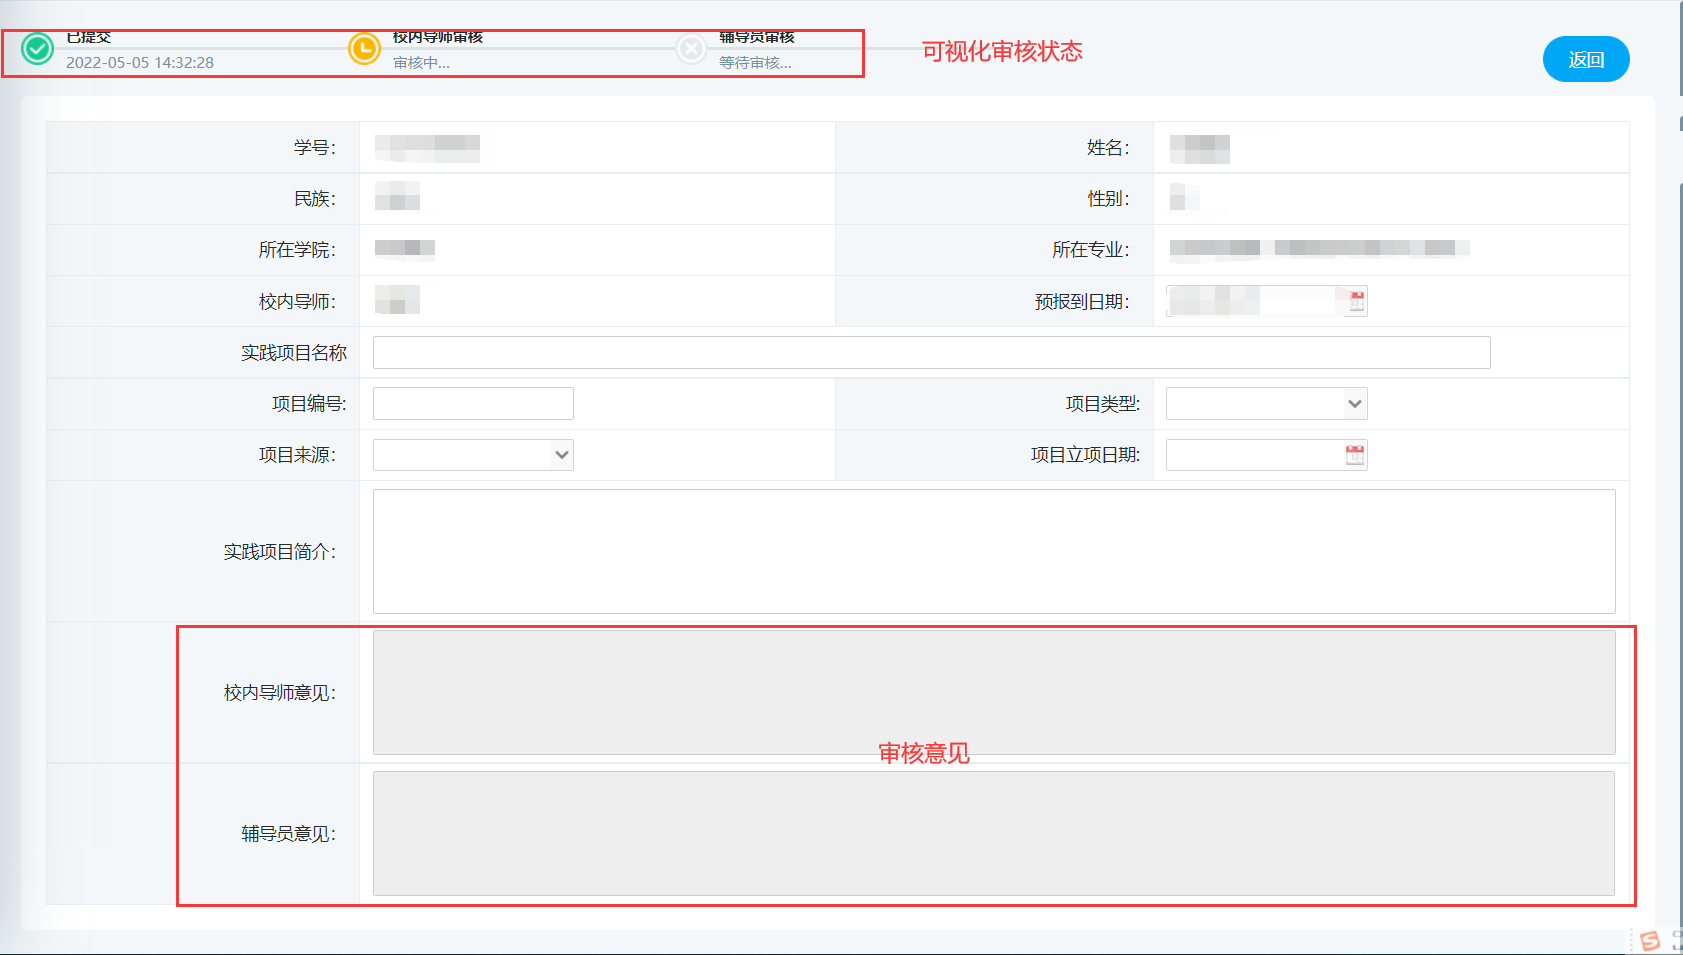 已提交
2022-05-05 14:32:28
校内导师审核
审核中...
辅导员审核
等待审核...
可视化审核状态
返回
学号：
姓名：
民族：
性别：
所在学院：
所在专业：
校内导师：
预报到日期：
实践项目名称
项目编号:
项目类型:
项目来源：
项目立项日期:
实践项目简介：
校内导师意见：
审核意见
辅导员意见：